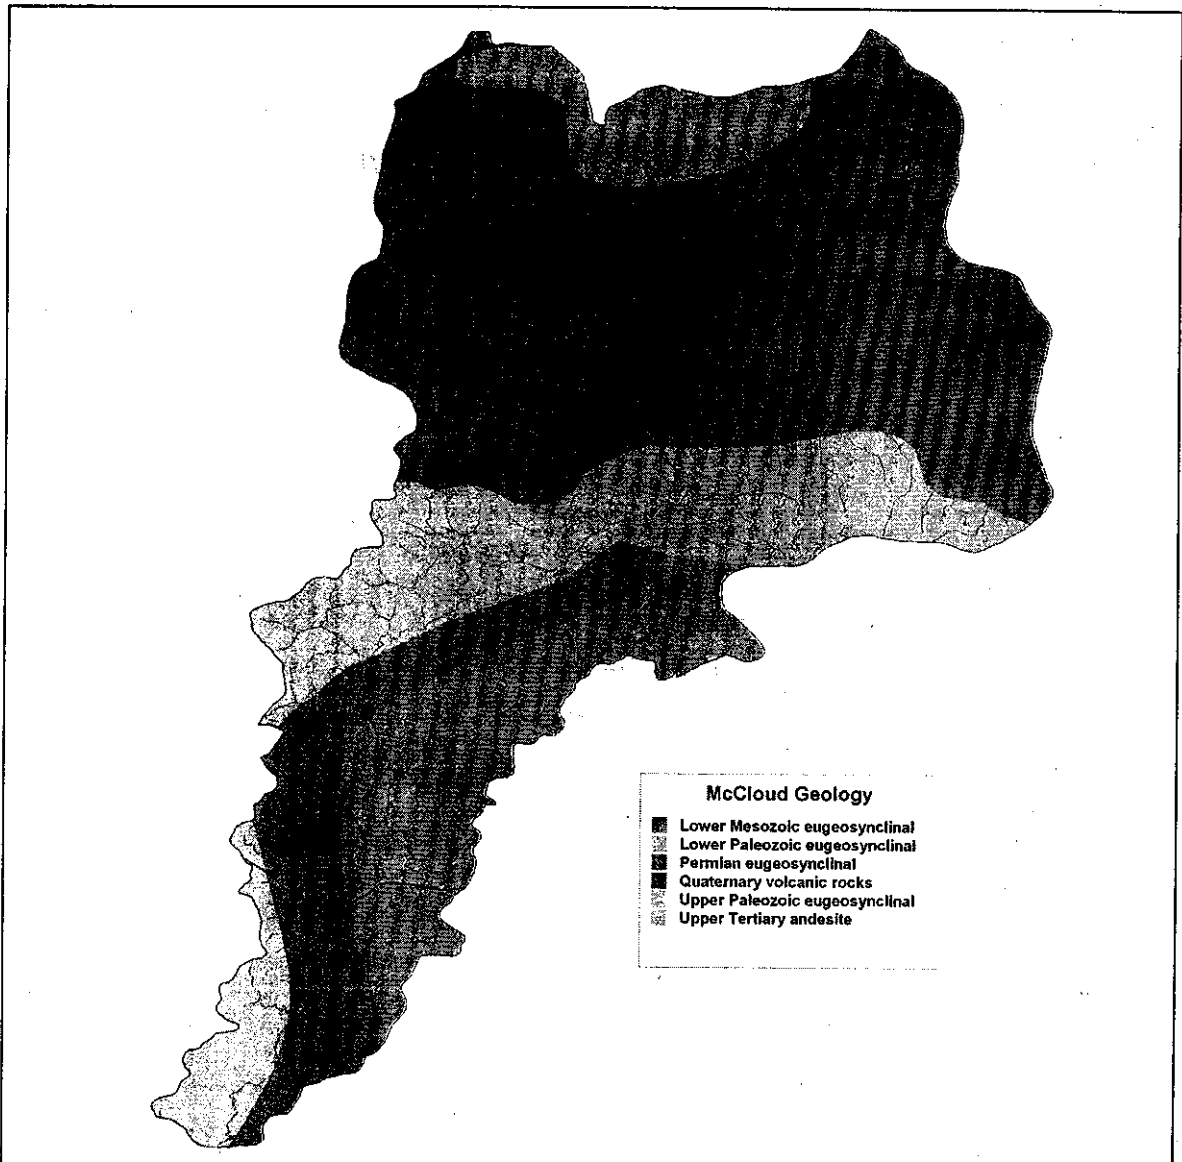 McCloud Geology
Lower Mesozoic eugeosynclinal
Lower Paleozoic eugeosynclinal
Permian eugeosynclinal
Quaternary volcanic rocks
Upper Paleozoic eugeosynclinal
Upper Tertiary andesite